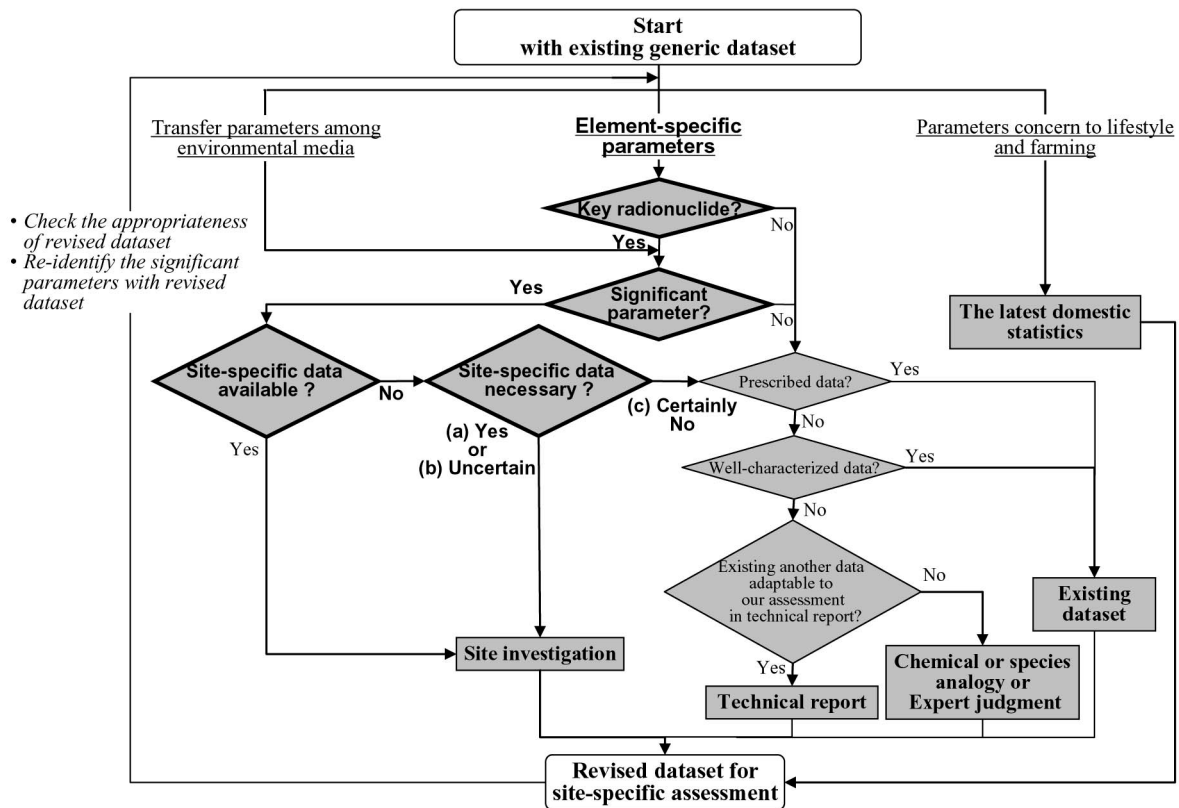 Start
with existing generic dataset
Transfer parameters among
environmental media
Element-specific
parameters
Parameters concern to lifestyle
and farming
• Check the appropriateness
of revised dataset
• Re-identify the significant
parameters with revised
dataset
Key radionuclide?
No
Yes
Significant
parameter?
Yes
No
The latest domestic
statistics
Site-specific data
available ?
No
Site-specific data
necessary ?
(c) Certainly
No
Prescribed data?
Yes
No
Yes
(a) Yes
or
(b) Uncertain
Well-characterized data?
Yes
No
Existing another data
adaptable to
our assessment
in technical report?
No
Yes
Existing
dataset
Site investigation
Technical report
Chemical or species
analogy or
Expert judgment
Revised dataset for
site-specific assessment